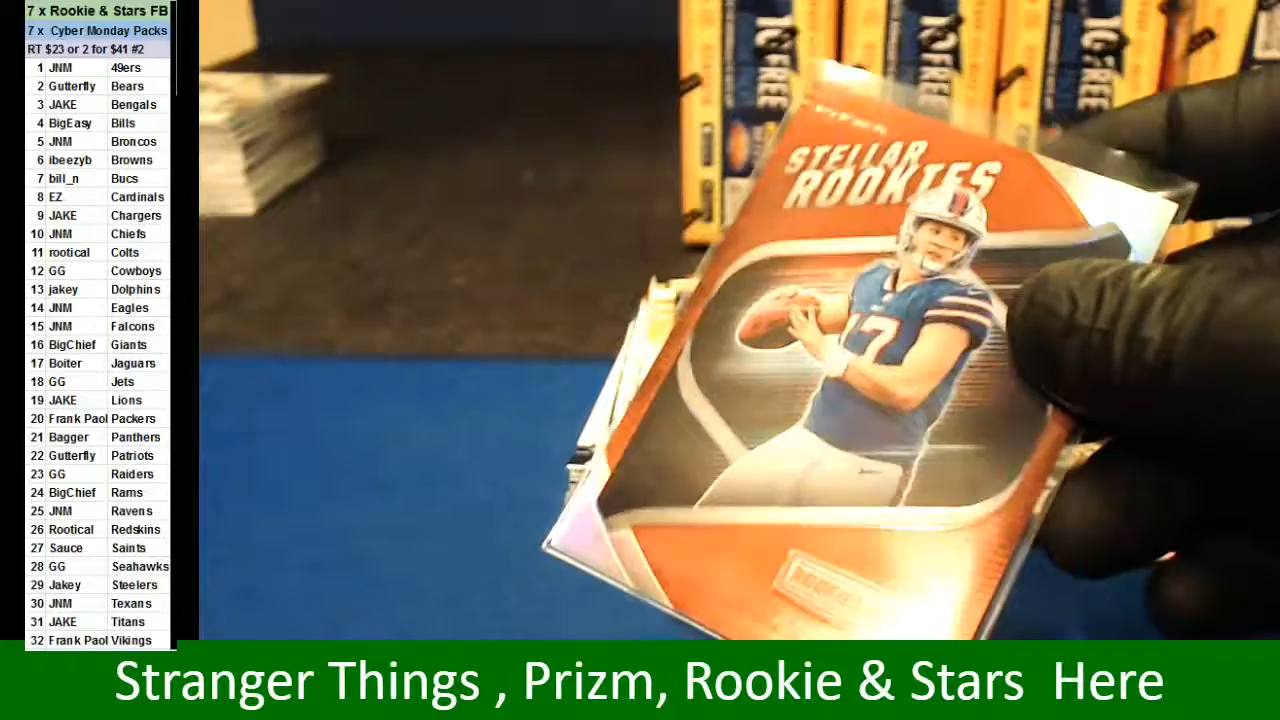 7 x Rookie & Stars FB
7 x Cyber Monday Packs
RT $23 or 2 for $41 #2
1 JNM 49ers
2 Gutterfly Bears
3 JAKE Bengals
4 BigEasy Bills
5 JNM Broncos
6 ibeezyb Browns
7 bill_n Bucs
8 EZ Cardinals
9 JAKE Chargers
10 JNM Chiefs
11 rootical Colts
12 GG Cowboys
13 jakey Dolphins
14 JNM Eagles
15 JNM Falcons
16 BigChief Giants
17 Boiter Jaguars
18 GG Jets
19 JAKE Lions
20 Frank Paol Packers
21 Bagger Panthers
22 Gutterfly Patriots
23 GG Raiders
24 BigChief Rams
25 JNM Ravens
26 Rootical Redskins
27 Sauce Saints
28 GG Seahawks
29 Jakey Steelers
30 JNM Texans
31 JAKE Titans
32 Frank Paol Vikings
STELLAR
ROOKIES
17
Stranger Things , Prizm, Rookie & Stars Here